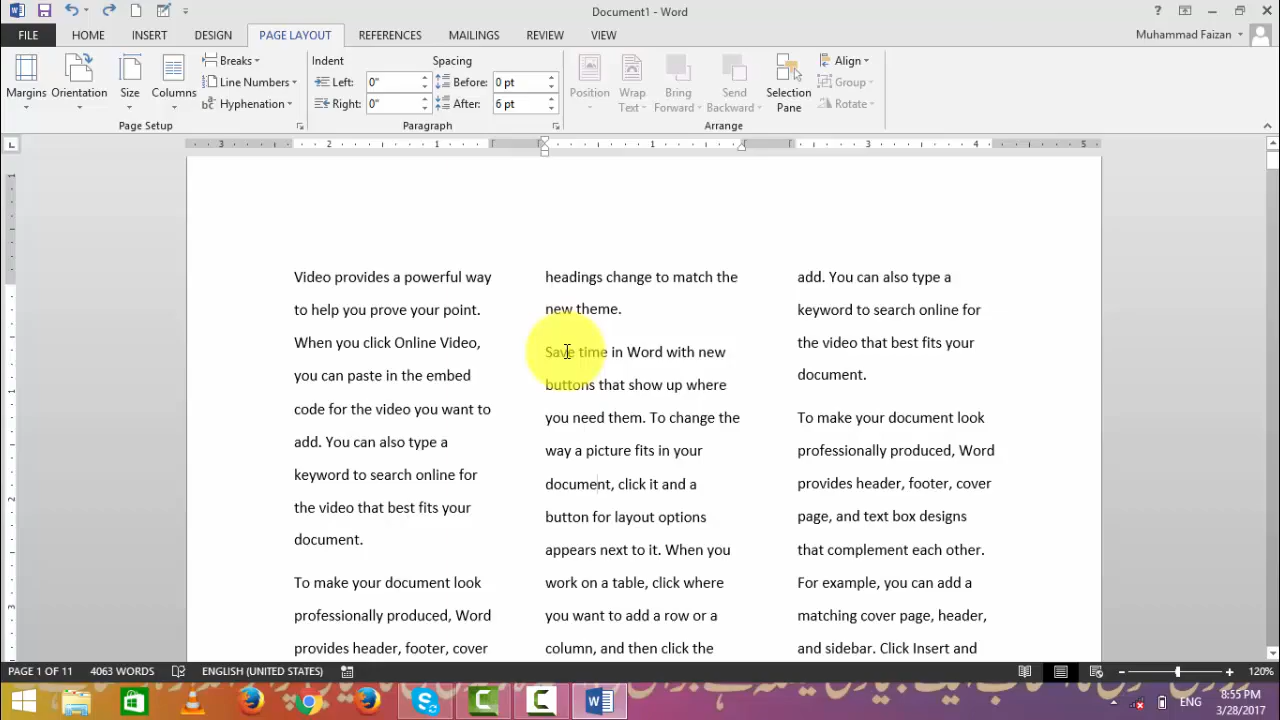 Document1 - Word
FILE HOME INSERT DESIGN PAGE LAYOUT REFERENCES MAILINGS REVIEW VIEW Muhammad Faizan
Margins Orientation Size Columns
Breaks
Line Numbers
Hyphenation
Page Setup
Indent Spacing
Left: 0" Before: 0 pt
Right: 0" After: 6 pt
Paragraph
Position Wrap Text Bring Forward Send Backward Selection Pane
Align
Group
Rotate
Arrange
3 2 1 1 3 4 5
Video provides a powerful way
to help you prove your point.
When you click Online Video,
you can paste in the embed
code for the video you want to
add. You can also type a
keyword to search online for
the video that best fits your
document.
To make your document look
professionally produced, Word
provides header, footer, cover
headings change to match the
new theme.
Save time in Word with new
buttons that show up where
you need them. To change the
way a picture fits in your
document, click it and a
button for layout options
appears next to it. When you
work on a table, click where
you want to add a row or a
column, and then click the
add. You can also type a
keyword to search online for
the video that best fits your
document.
To make your document look
professionally produced, Word
provides header, footer, cover
page, and text box designs
that complement each other.
For example, you can add a
matching cover page, header,
and sidebar. Click Insert and
PAGE 1 OF 11 4063 WORDS ENGLISH (UNITED STATES) 120%
ENG 8:55 PM
3/28/2017